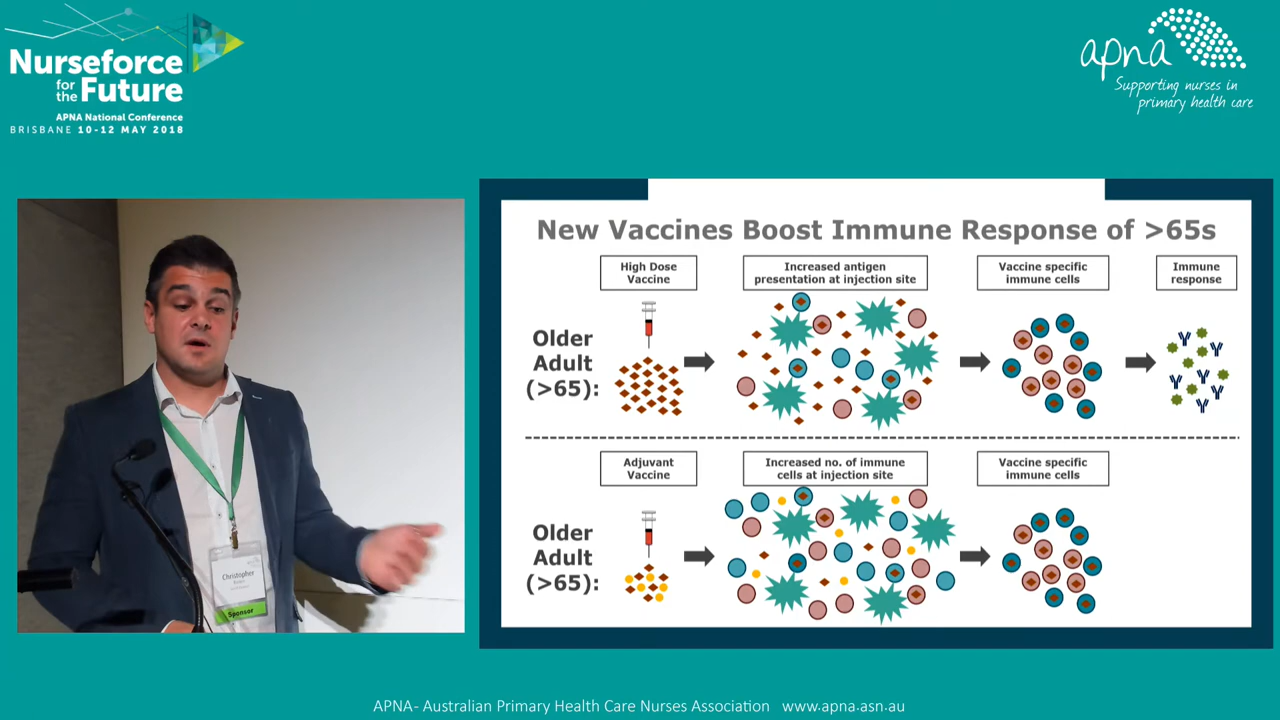 Nurseforce
for the Future
APNA National Conference
BRISBANE 10-12 MAY 2018
apna
Supporting nurses in
primary health care
Christopher
Sponsor
New Vaccines Boost Immune Response of >65s
High Dose
Vaccine
Increased antigen
presentation at injection site
Vaccine specific
immune cells
Immune
response
Older
Adult
(>65):
Adjuvant
Vaccine
Increased no. of immune
cells at injection site
Vaccine specific
immune cells
Older
Adult
(>65):
APNA- Australian Primary Health Care Nurses Association www.apna.asn.au